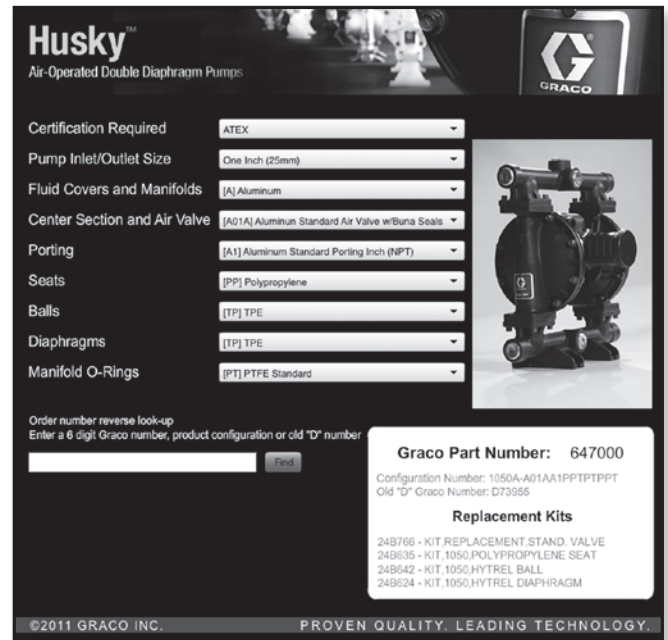 Husky™
Air-Operated Double Diaphragm Pumps
GRACO
Certification Required ATEX
Pump Inlet/Outlet Size One Inch (25mm)
Fluid Covers and Manifolds [A] Aluminum
Center Section and Air Valve [A01A] Aluminun Standard Air Valve w/Buna Seals
Porting [A1] Aluminum Standard Porting Inch (NPT)
Seats [PP] Polypropylene
Balls [TP] TPE
Diaphragms [TP] TPE
Manifold O-Rings [PT] PTFE Standard
Order number reverse look-up
Enter a 6 digit Graco number, product configuration or old "D" number
Find
Graco Part Number: 647000
Configuration Number: 1050A-A01AA1PPTPTPPT
Old "D" Graco Number: D73955
Replacement Kits
24B766 - KIT,REPLACEMENT,STAND. VALVE
24B635 - KIT,1050,POLYPROPYLENE SEAT
24B642 - KIT,1050,HYTREL BALL
24B624 - KIT,1050,HYTREL DIAPHRAGM
©2011 GRACO INC. PROVEN QUALITY. LEADING TECHNOLOGY.